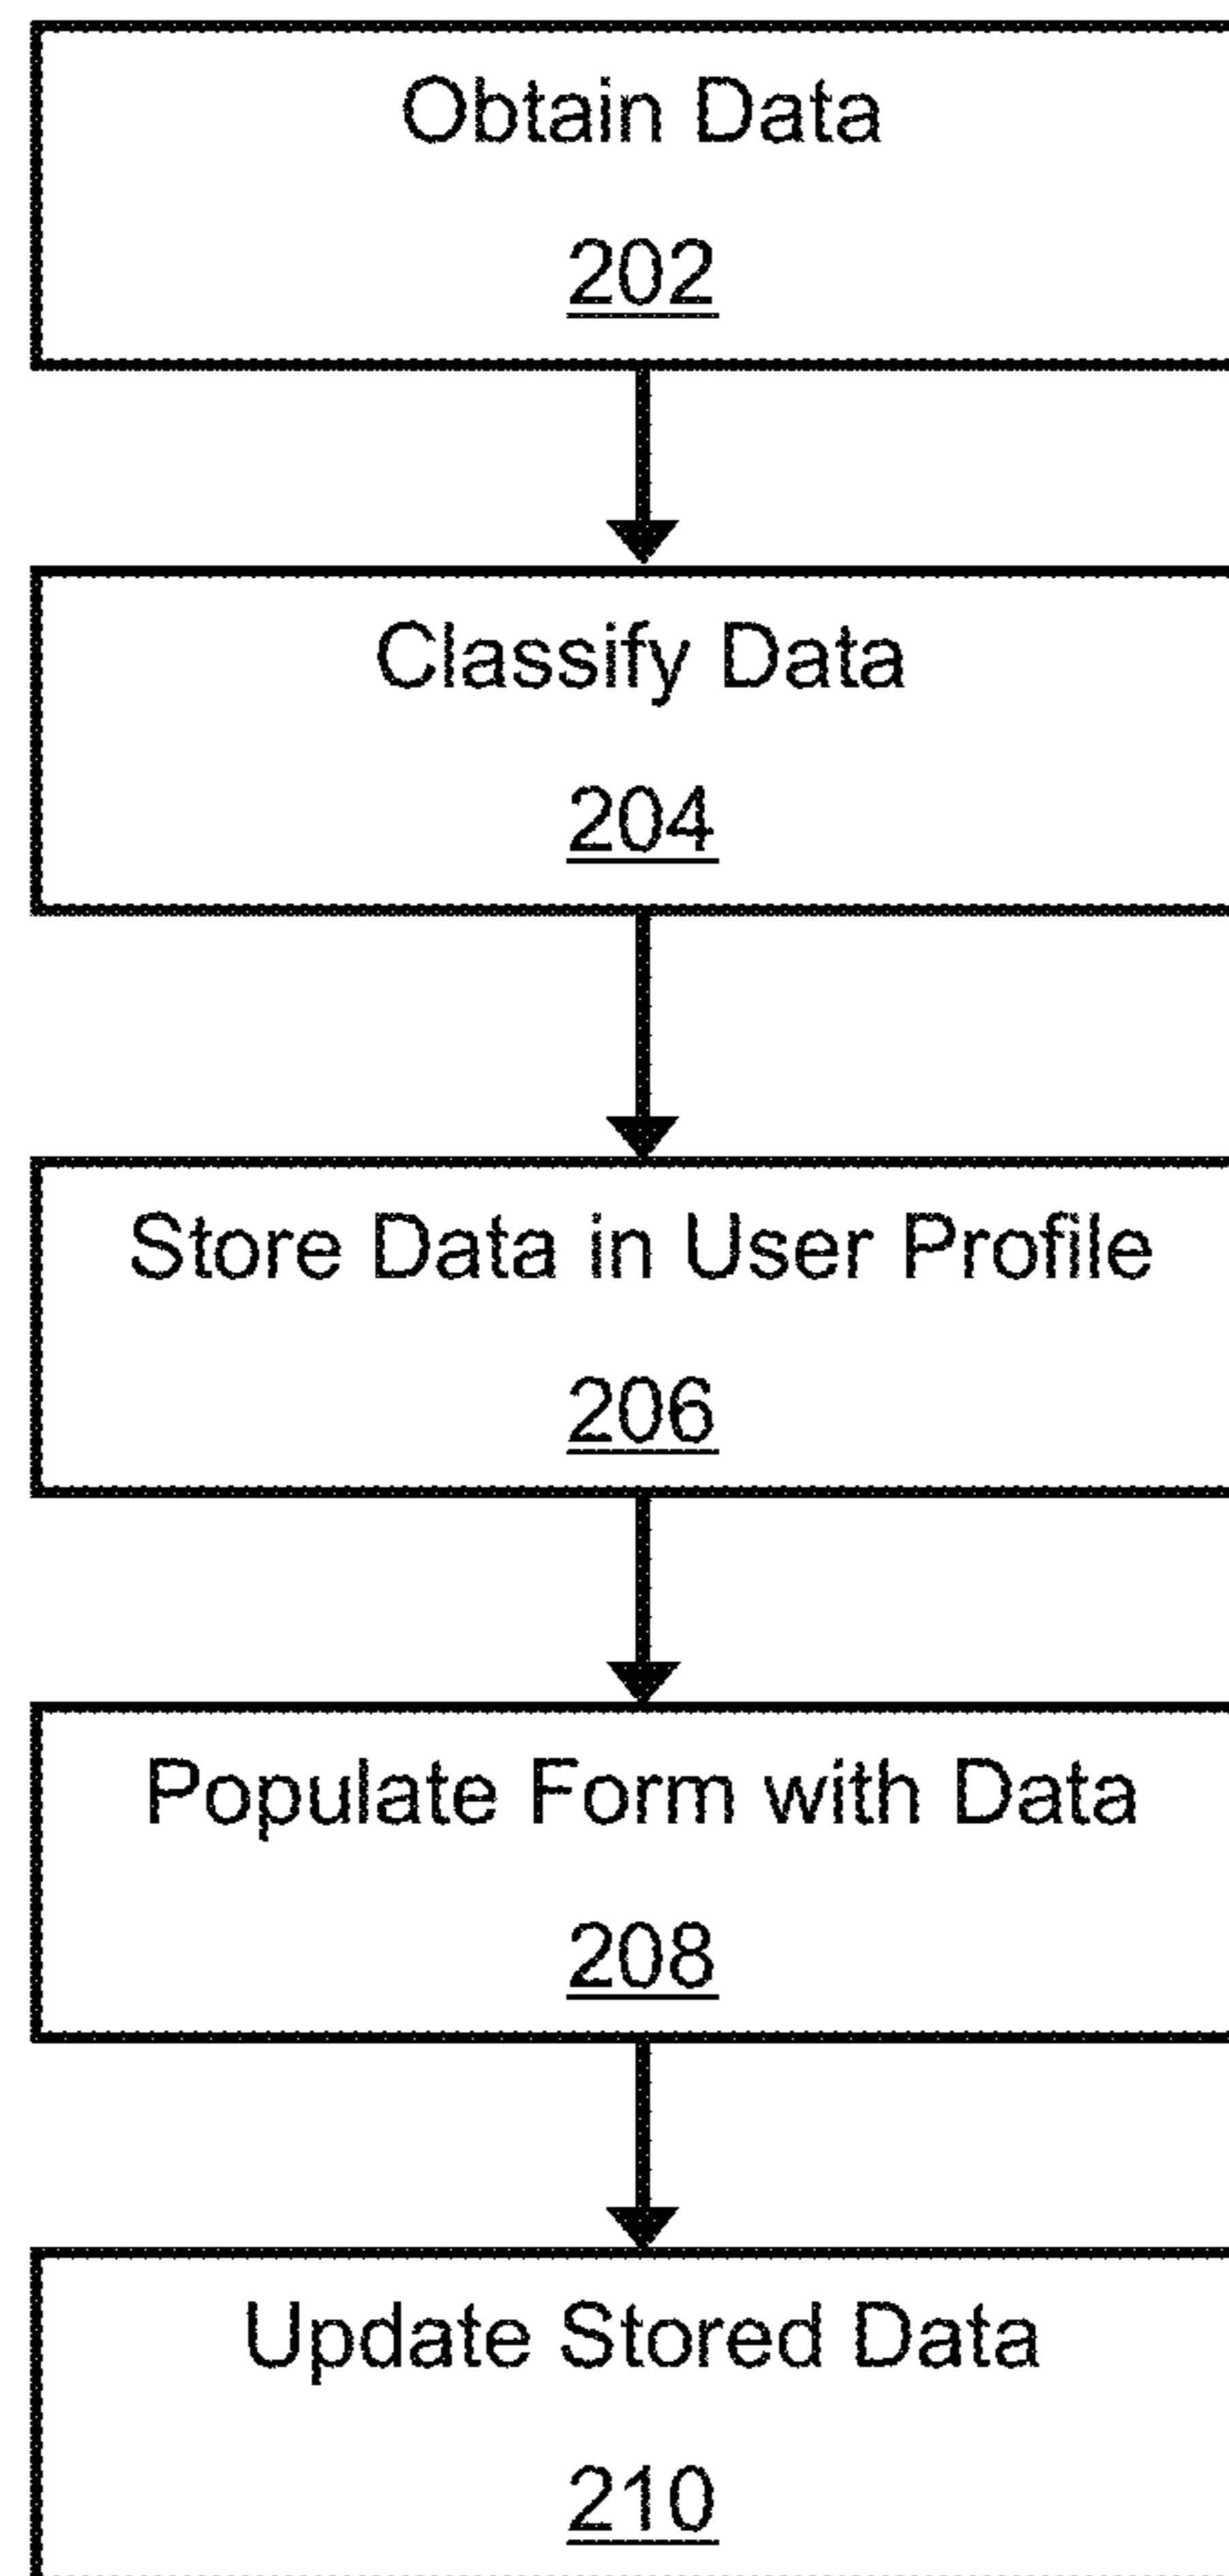 Obtain Data
202
Classify Data
204
Store Data in User Profile
206
Populate Form with Data
208
Update Stored Data
210